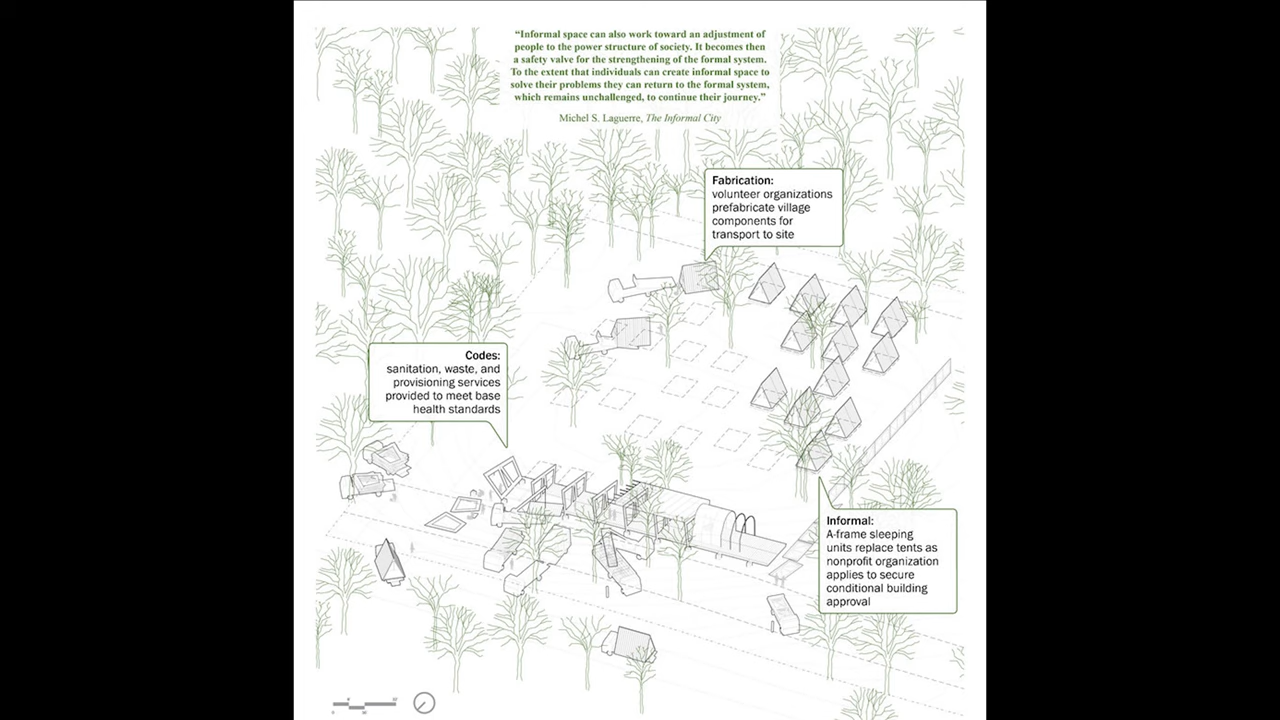 “Informal space can also work toward an adjustment of
people to the power structure of society. It becomes then
a safety valve for the strengthening of the formal system.
To the extent that individuals can create informal space to
solve their problems they can return to the formal system,
which remains unchallenged, to continue their journey.”
Michel S. Laguerre, The Informal City
Fabrication:
volunteer organizations
prefabricate village
components for
transport to site
Codes:
sanitation, waste, and
provisioning services
provided to meet base
health standards
Informal:
A-frame sleeping
units replace tents as
nonprofit organization
applies to secure
conditional building
approval